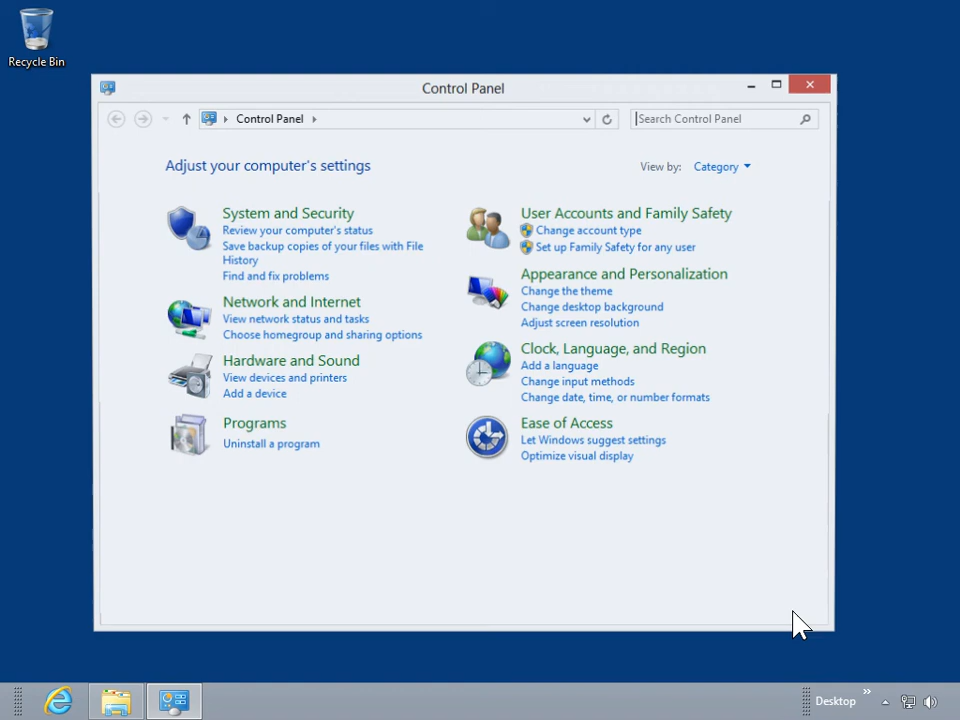 Recycle Bin
Control Panel
Control Panel
Search Control Panel
Adjust your computer's settings
View by: Category
System and Security
Review your computer's status
Save backup copies of your files with File
History
Find and fix problems
Network and Internet
View network status and tasks
Choose homegroup and sharing options
Hardware and Sound
View devices and printers
Add a device
Programs
Uninstall a program
User Accounts and Family Safety
Change account type
Set up Family Safety for any user
Appearance and Personalization
Change the theme
Change desktop background
Adjust screen resolution
Clock, Language, and Region
Add a language
Change input methods
Change date, time, or number formats
Ease of Access
Let Windows suggest settings
Optimize visual display
Desktop